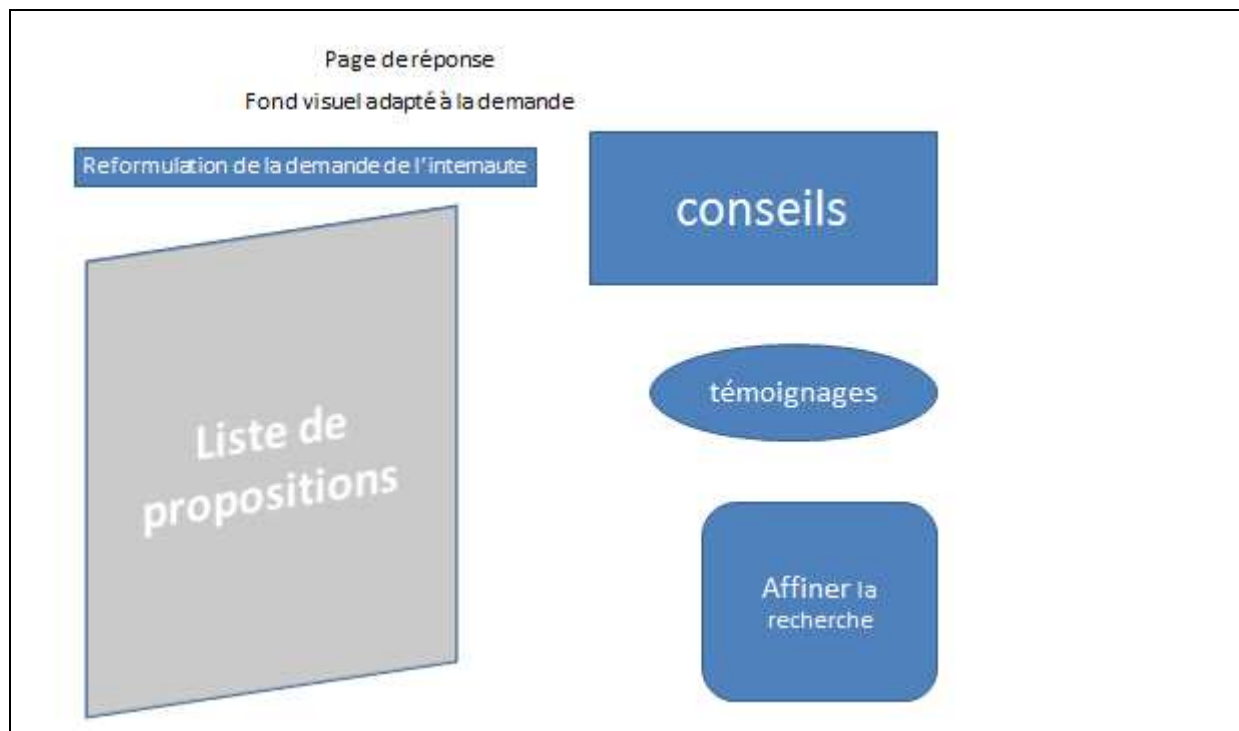 Page de réponse
Fond visuel adapté à la demande
Reformulation de la demande de l'internaute
conseils
Liste de
propositions
témoignages
Affiner la
recherche